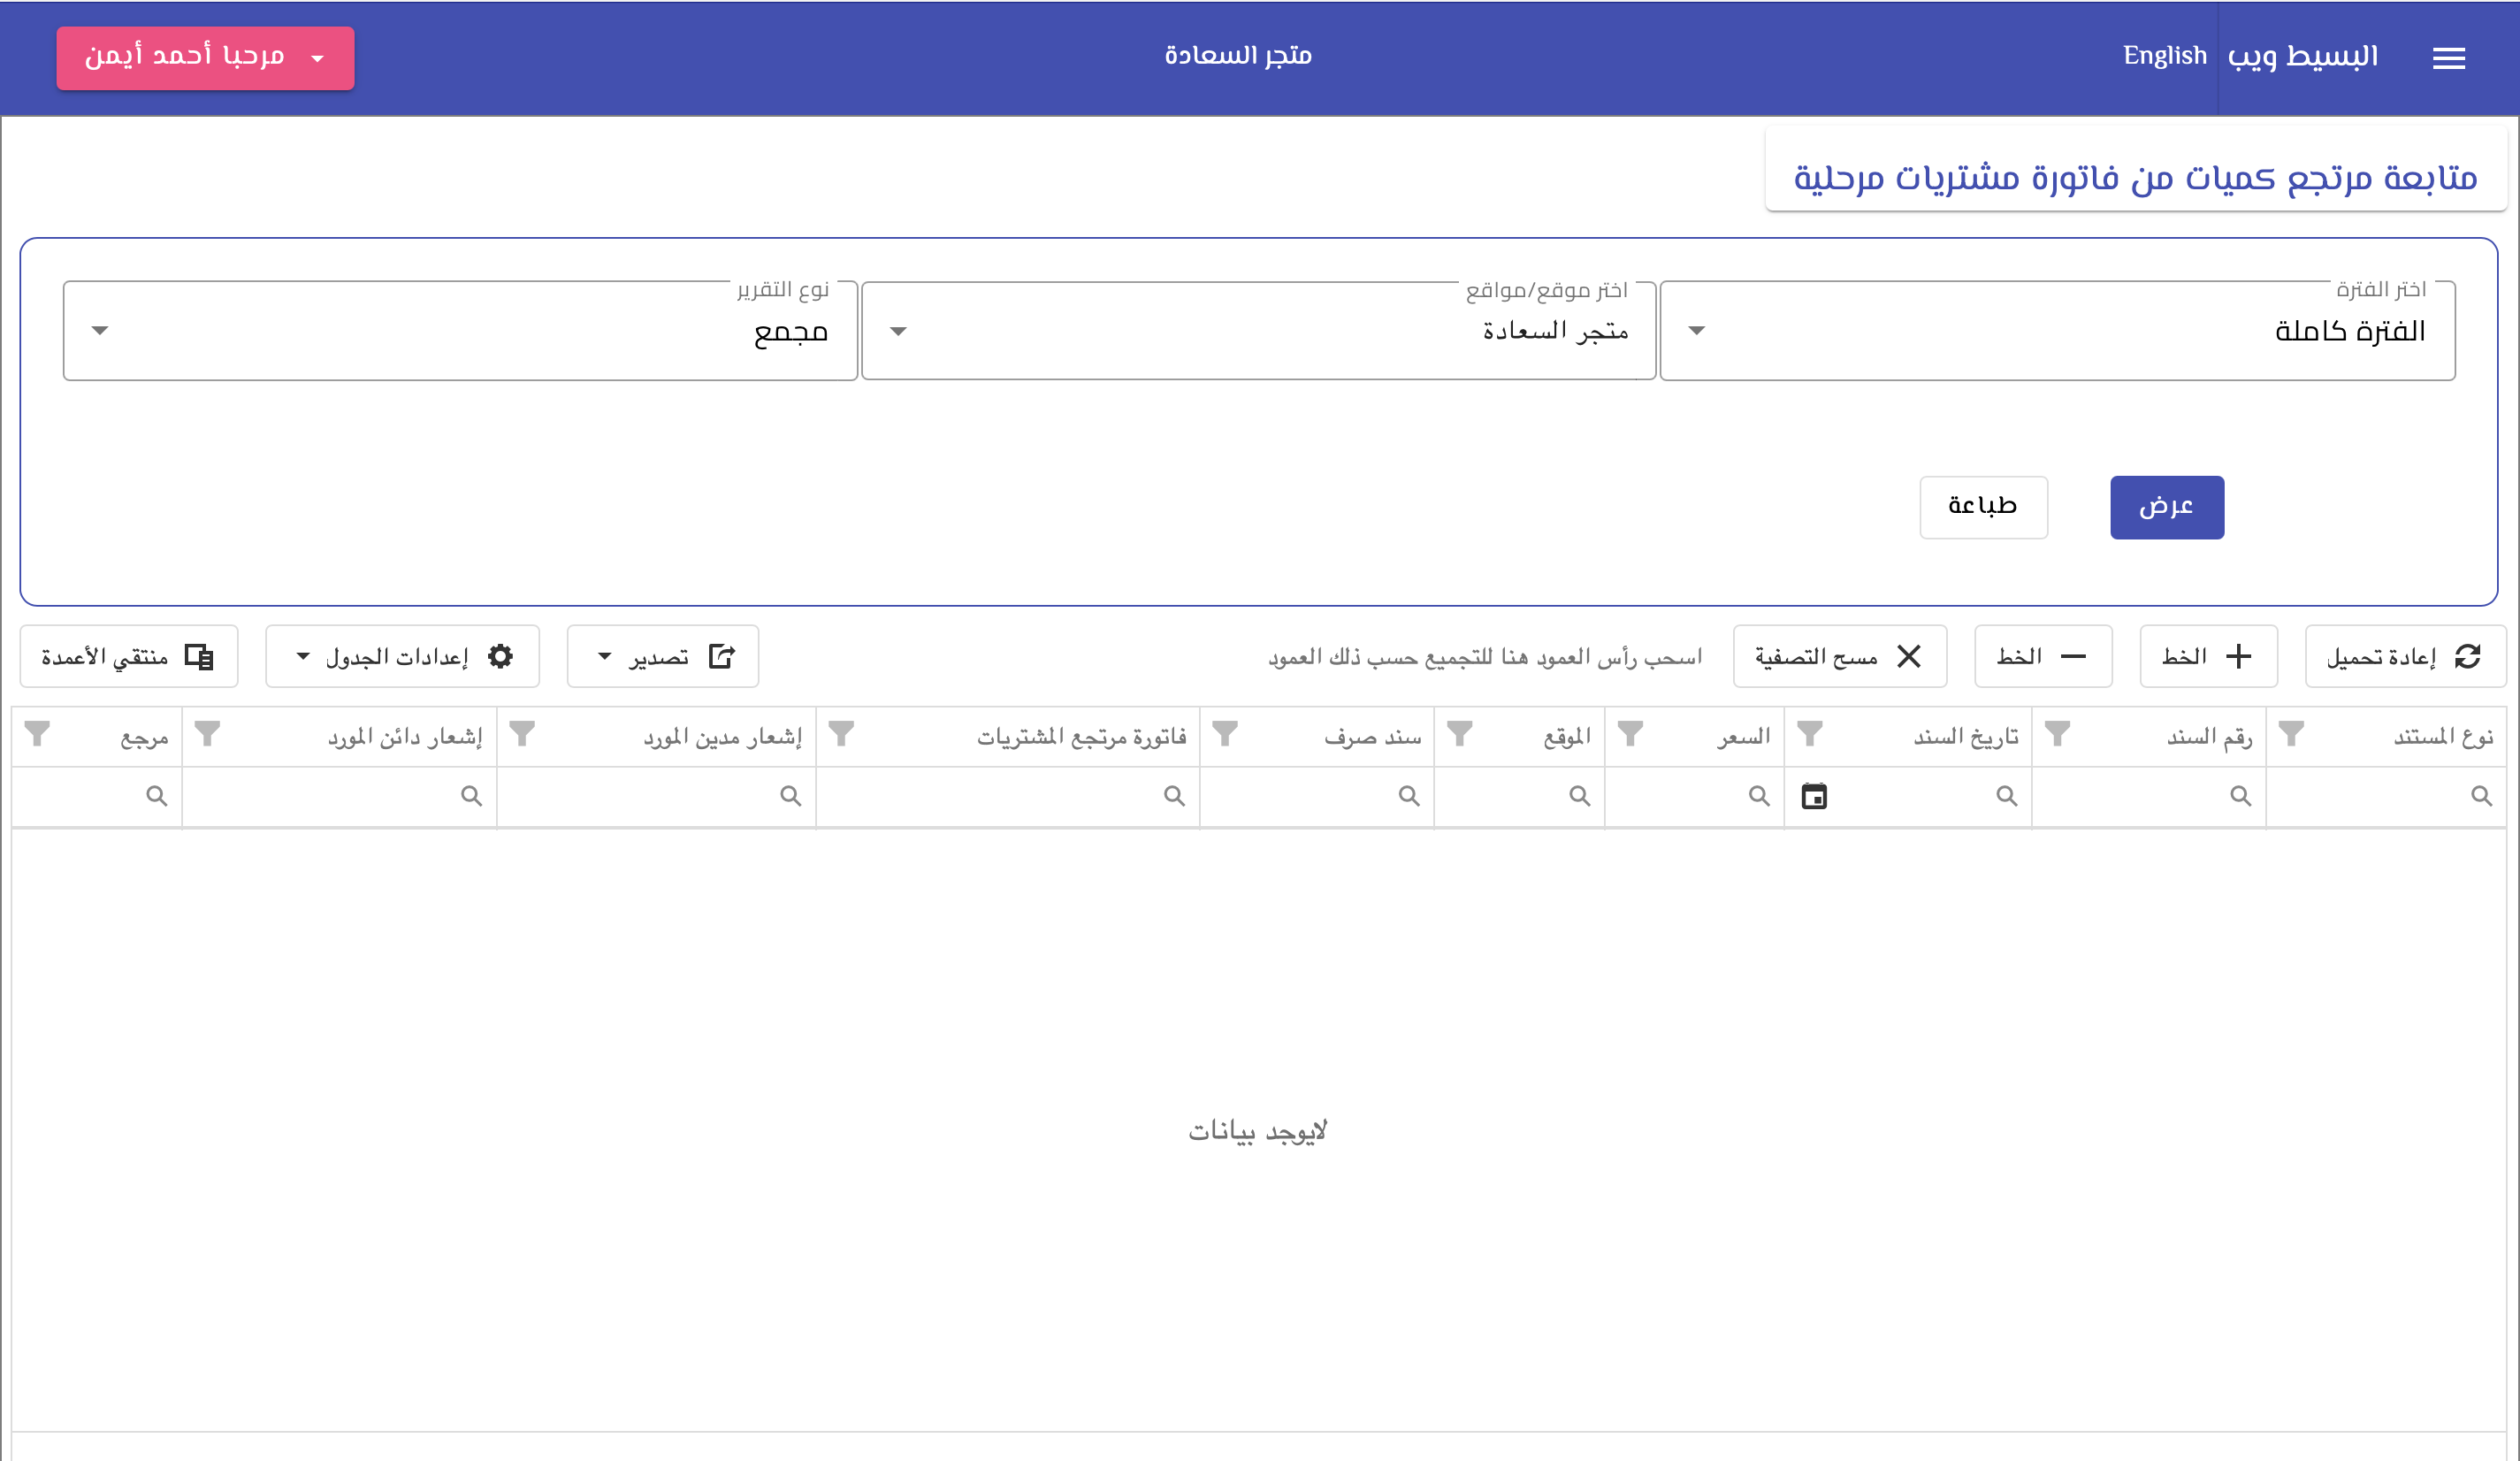 البسيط ويب English متجر السعادة مرحبا أحمد أيمن
متابعة مرتجع كميات من فاتورة مشتريات مرحلية
اختر الفترة اختر موقع/مواقع نوع التقرير
الفترة كاملة متجر السعادة مجمع
عرض طباعة
إعادة تحميل الخط الخط مسح التصفية اسحب رأس العمود هنا للتجميع حسب ذلك العمود تصدير إعدادات الجدول منتقي الأعمدة
نوع المستند رقم السند تاريخ السند السعر الموقع سند صرف فاتورة مرتجع المشتريات إشعار مدين المورد إشعار دائن المورد مرجع
لايوجد بيانات